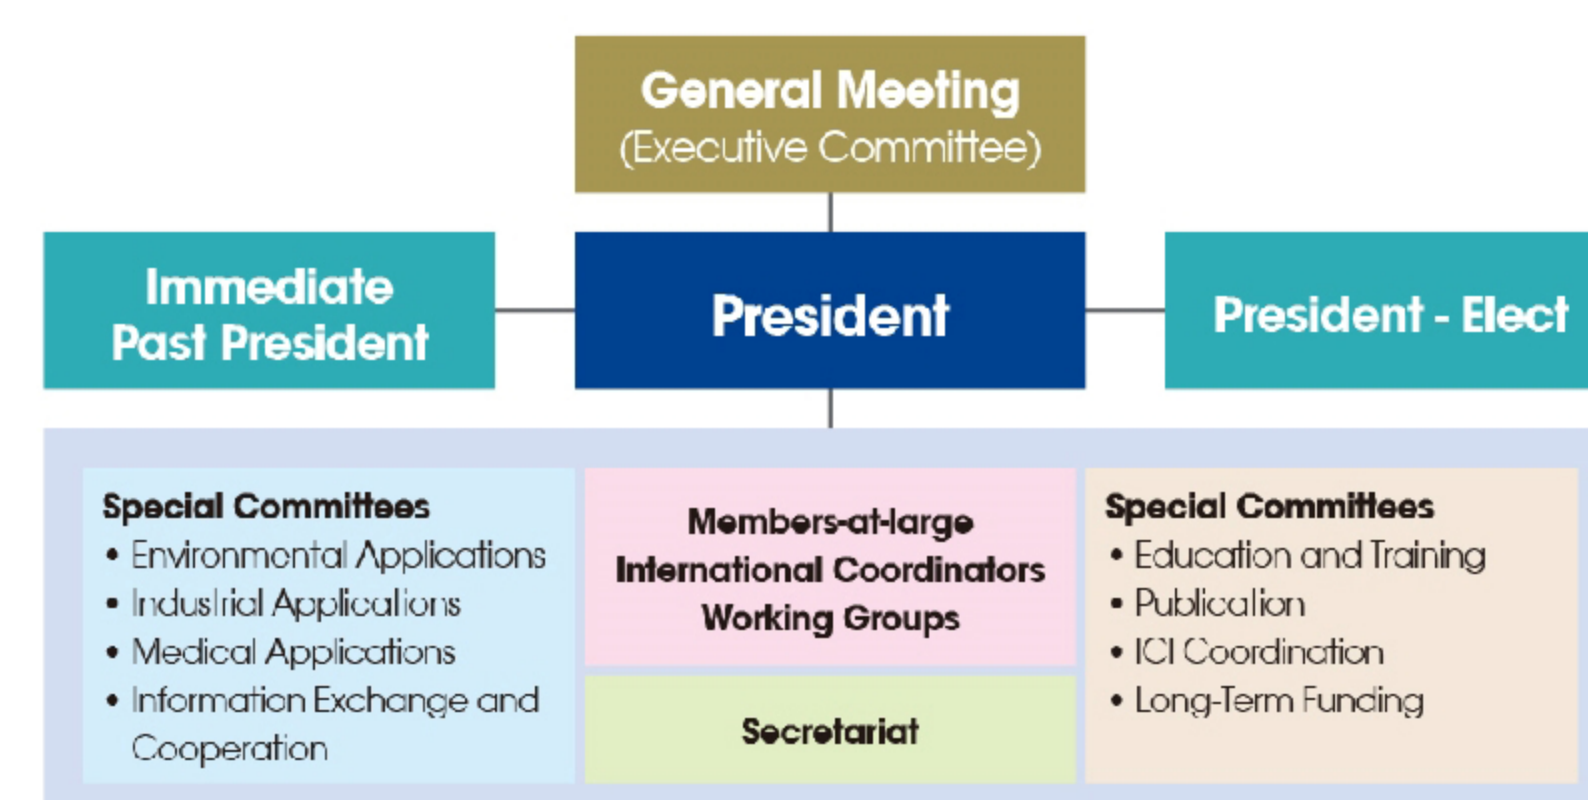 General Meeting
(Executive Committee)
Immediate
Past President
President
President - Elect
Special Committees
• Environmental Applications
• Industrial Applications
• Medical Applications
• Information Exchange and
Cooperation
Members-at-large
International Coordinators
Working Groups
Secretariat
Special Committees
• Education and Training
• Publication
• ICI Coordination
• Long-Term Funding